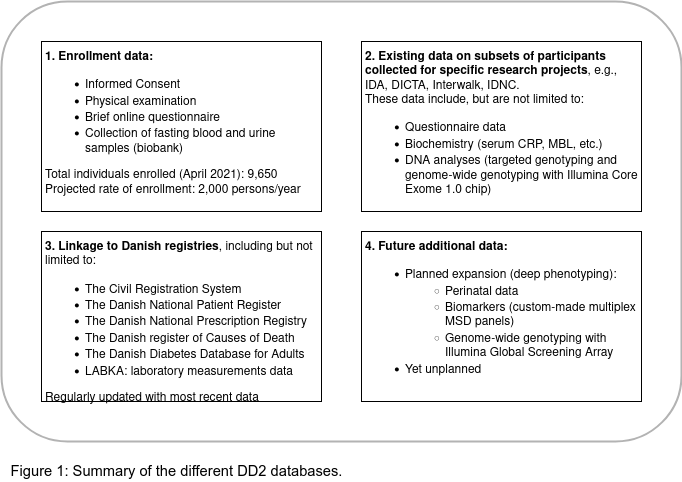 1. Enrollment data:
• Informed Consent
• Physical examination
• Brief online questionnaire
• Collection of fasting blood and urine
samples (biobank)
Total individuals enrolled (April 2021): 9,650
Projected rate of enrollment: 2,000 persons/year
2. Existing data on subsets of participants
collected for specific research projects, e.g.,
IDA, DICTA, Interwalk, IDNC.
These data include, but are not limited to:
• Questionnaire data
• Biochemistry (serum CRP, MBL, etc.)
• DNA analyses (targeted genotyping and
genome-wide genotyping with Illumina Core
Exome 1.0 chip)
3. Linkage to Danish registries, including but not
limited to:
• The Civil Registration System
• The Danish National Patient Register
• The Danish National Prescription Registry
• The Danish register of Causes of Death
• The Danish Diabetes Database for Adults
• LABKA: laboratory measurements data
Regularly updated with most recent data
4. Future additional data:
• Planned expansion (deep phenotyping):
○ Perinatal data
○ Biomarkers (custom-made multiplex
MSD panels)
○ Genome-wide genotyping with
Illumina Global Screening Array
• Yet unplanned
Figure 1: Summary of the different DD2 databases.